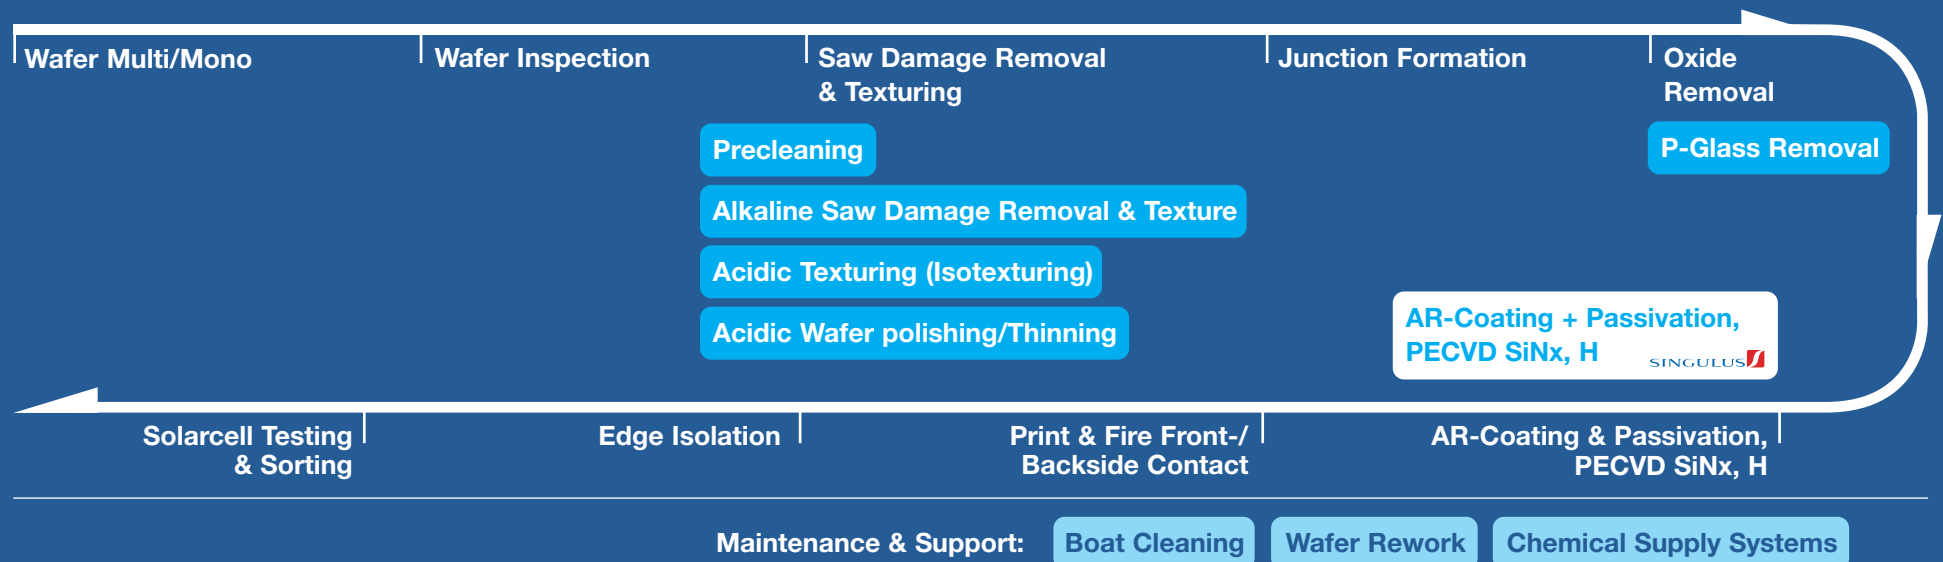 Wafer Multi/Mono
Wafer Inspection
Saw Damage Removal
& Texturing
Junction Formation
Oxide
Removal
Precleaning
Alkaline Saw Damage Removal & Texture
Acidic Texturing (Isotexturing)
Acidic Wafer polishing/Thinning
P-Glass Removal
AR-Coating + Passivation,
PECVD SiNx, H
SINGULUS
AR-Coating & Passivation,
PECVD SiNx, H
Print & Fire Front-/
Backside Contact
Edge Isolation
Solarcell Testing
& Sorting
Maintenance & Support:
Boat Cleaning
Wafer Rework
Chemical Supply Systems